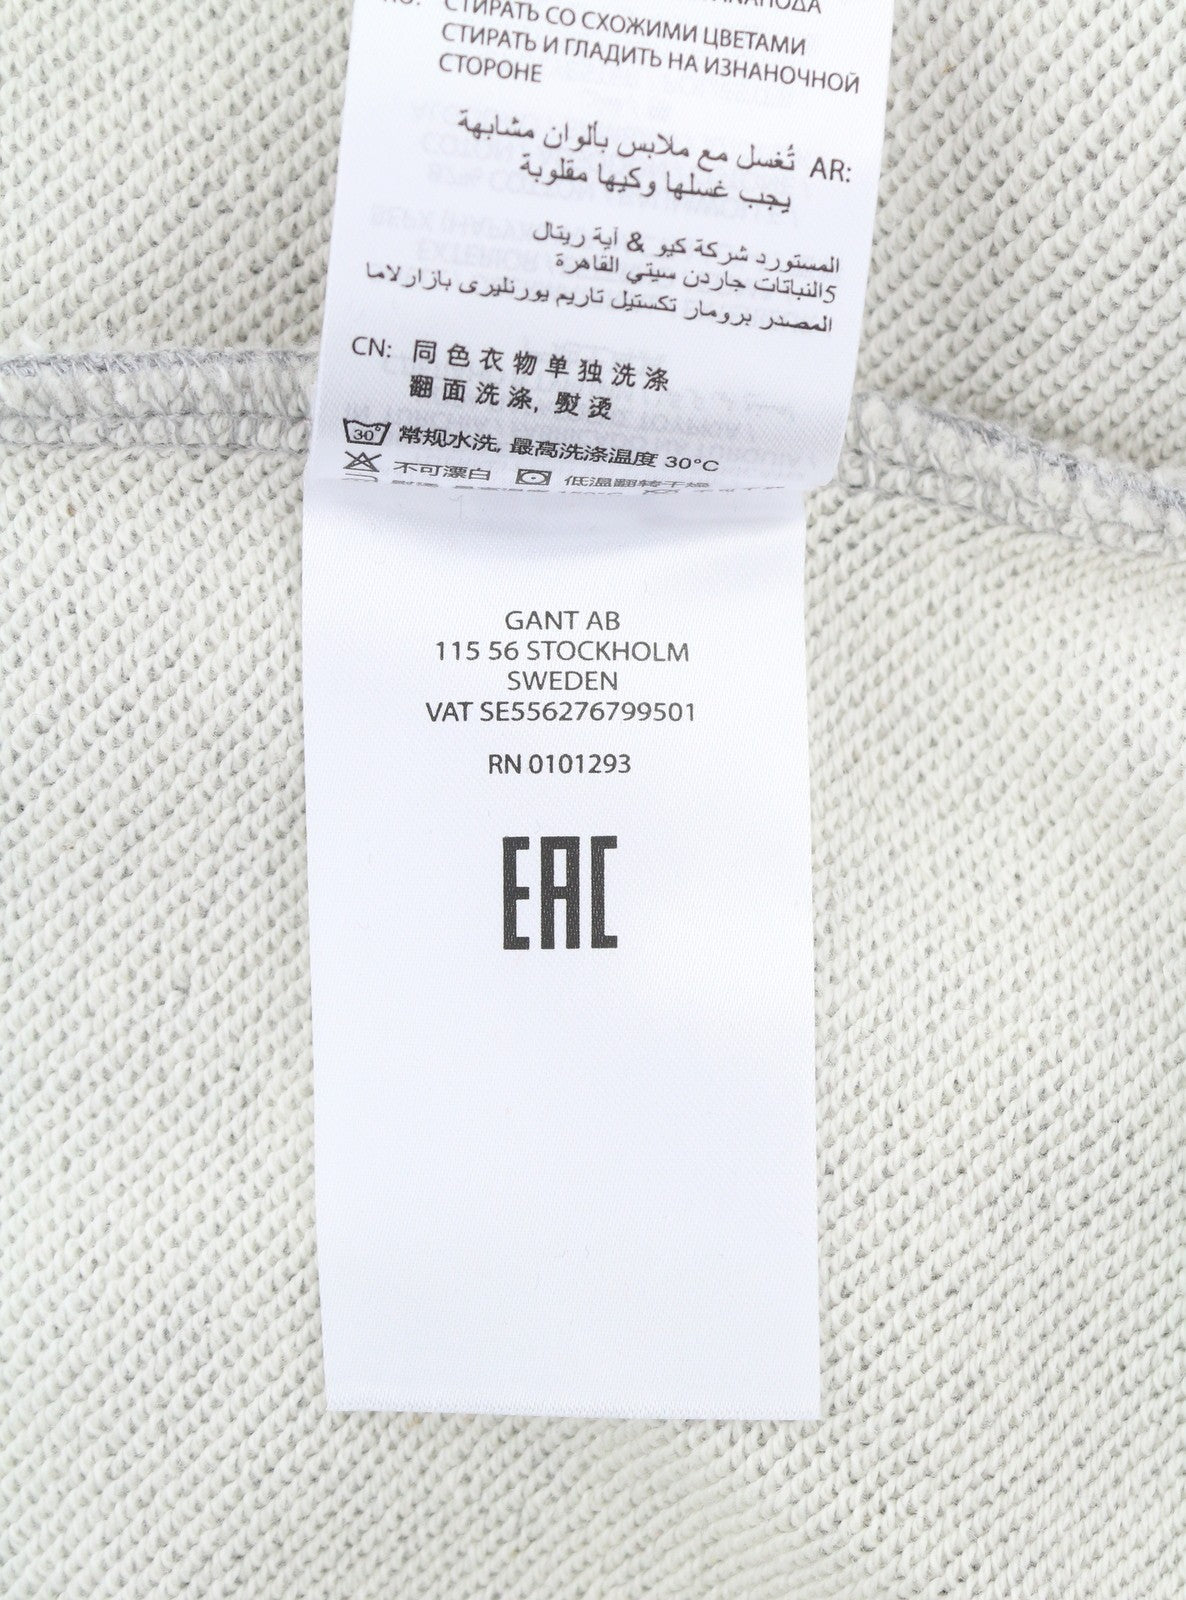 СТИРАТЬ СО СХОЖИМИ ЦВЕТАМИ
СТИРАТЬ И ГЛАДИТЬ НА ИЗНАНОЧНОЙ
СТОРОНЕ
AR: تُغسل مع ملابس بألوان مشابهة
يجب غسلها وكيها مقلوبة
المستورد شركة كيو & أية ريتال
5النباتات جاردن سيتي القاهرة
المصدر برومار تكستيل تاريم يورنليرى بازارلاما
CN: 同色衣物单独洗涤
翻面洗涤, 熨烫
30° 常规水洗, 最高洗涤温度 30°C
不可漂白 低温翻转干燥
GANT AB
115 56 STOCKHOLM
SWEDEN
VAT SE556276799501
RN 0101293
EAC